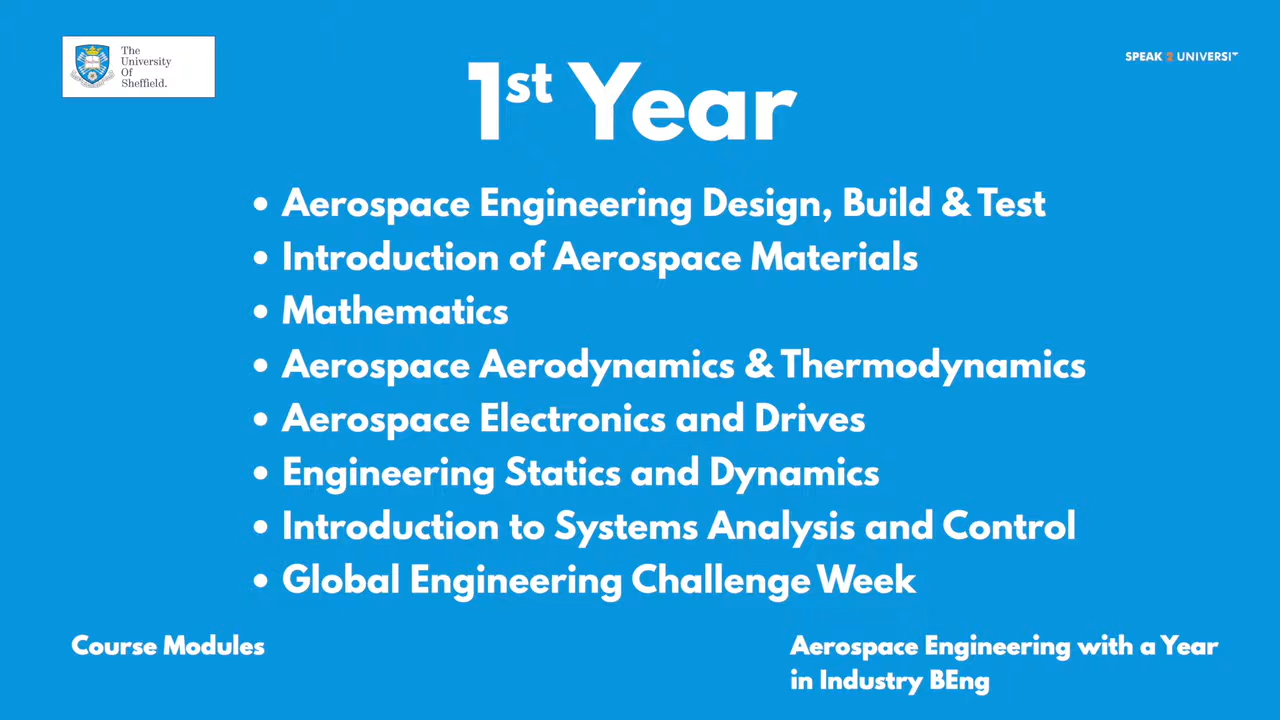 The
University
Of
Sheffield.
SPEAK 2 UNIVERSI
1st Year
• Aerospace Engineering Design, Build & Test
• Introduction of Aerospace Materials
• Mathematics
• Aerospace Aerodynamics & Thermodynamics
• Aerospace Electronics and Drives
• Engineering Statics and Dynamics
• Introduction to Systems Analysis and Control
• Global Engineering Challenge Week
Course Modules
Aerospace Engineering with a Year
in Industry BEng